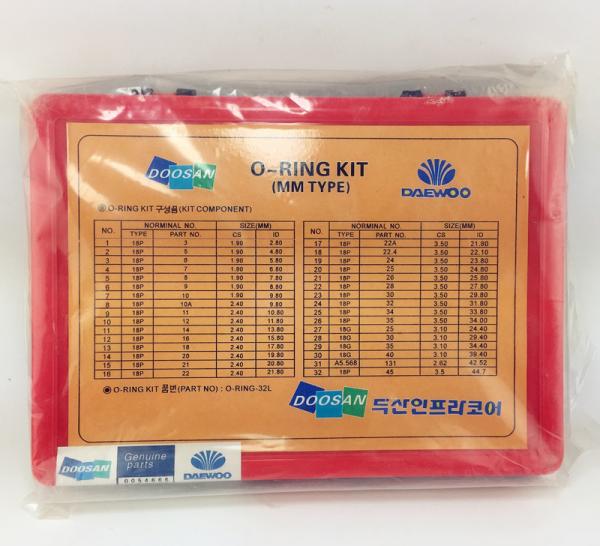 DOOSAN
O-RING KIT
(MM TYPE)
DAEWOO
O-RING KIT 구성품(KIT COMPONENT)
NO. NORMINAL NO. SIZE(MM)
TYPE PART NO. CS ID
1 18P 3 1.90 2.80
2 18P 5 1.90 4.80
3 18P 6 1.90 5.80
4 18P 7 1.80 6.80
5 18P 8 1.90 7.80
6 18P 9 1.90 8.80
7 18P 10 1.90 9.80
8 18P 10A 2.40 9.80
9 18P 11 2.40 10.80
10 18P 12 2.40 11.80
11 18P 14 2.40 13.80
12 18P 16 2.40 15.80
13 18P 18 2.40 17.80
14 18P 20 2.40 19.80
15 18P 21 2.40 20.80
16 18P 22 2.40 21.80
NO. NORMINAL NO. SIZE(MM)
TYPE PART NO. CS ID
17 18P 22A 3.50 21.80
18 18P 22.4 3.50 22.10
19 18P 24 3.50 23.80
20 18P 25 3.50 24.80
21 18P 26 3.50 25.80
22 18P 28 3.50 27.80
23 18P 30 3.50 29.80
24 18P 32 3.50 31.80
25 18P 34 3.50 33.80
26 18P 35 3.50 34.00
27 18G 25 3.10 24.40
28 18G 30 3.10 29.40
29 18G 35 3.10 34.40
30 18G 40 3.10 39.40
31 A5.568 131 2.62 42.52
32 18P 45 3.5 44.7
O-RING KIT 품번(PART NO) : O-RING-32L
DOOSAN 두산인프라코어
DOOSAN
Genuine
parts
0054666
DAEWOO